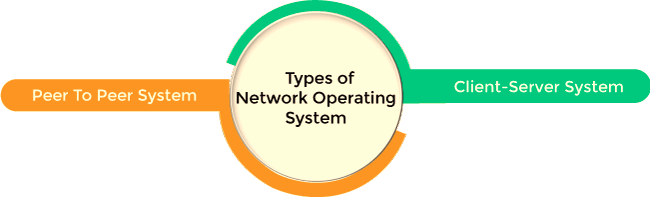 Types of
Network Operating
System
Peer To Peer System
Client-Server System